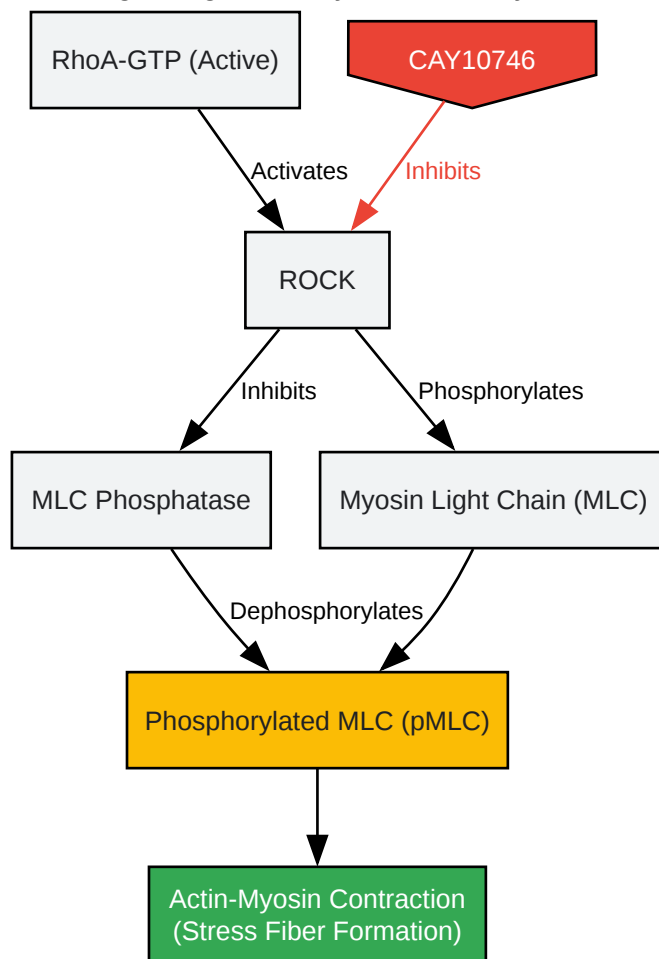 RhoA-GTP (Active)
CAY10746
Activates
Inhibits
ROCK
Inhibits
Phosphorylates
MLC Phosphatase
Myosin Light Chain (MLC)
Dephosphorylates
Phosphorylated MLC (pMLC)
Actin-Myosin Contraction
(Stress Fiber Formation)